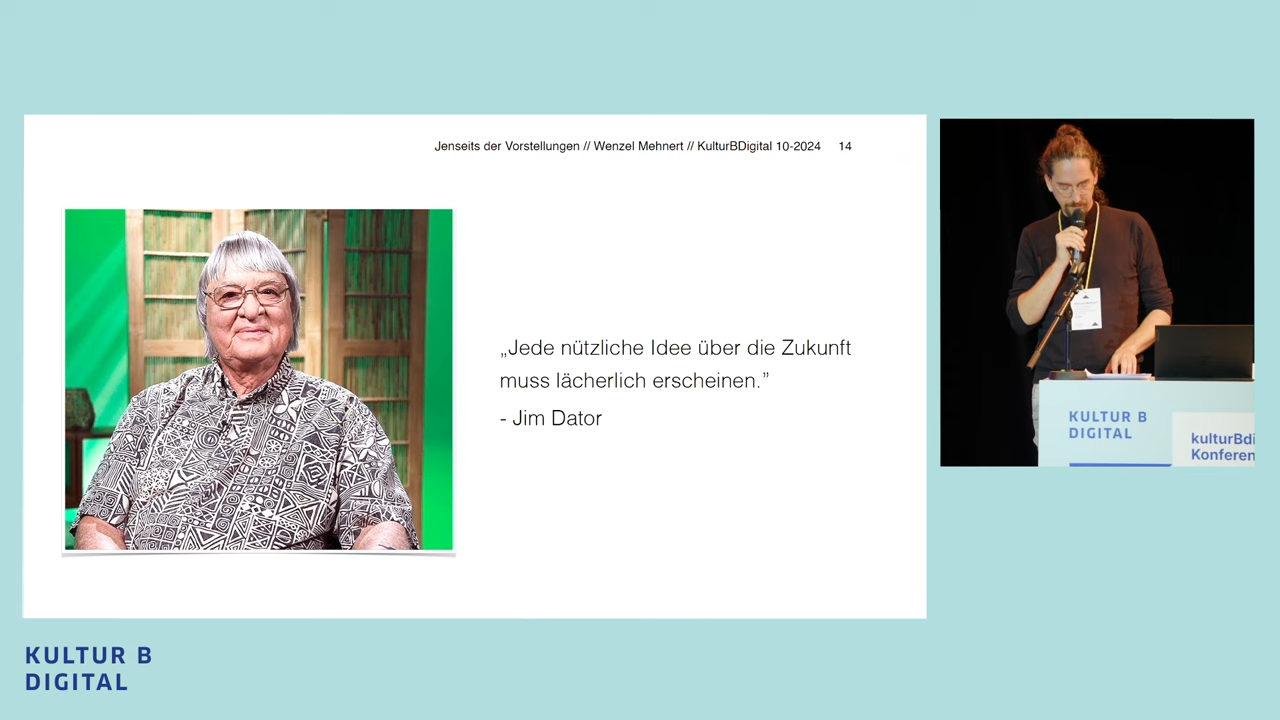 Jenseits der Vorstellungen // Wenzel Mehnert // KulturBDigital 10-2024 14
„Jede nützliche Idee über die Zukunft
muss lächerlich erscheinen.”
- Jim Dator
KULTUR B
DIGITAL
kulturBdi
Konferen
KULTUR B
DIGITAL